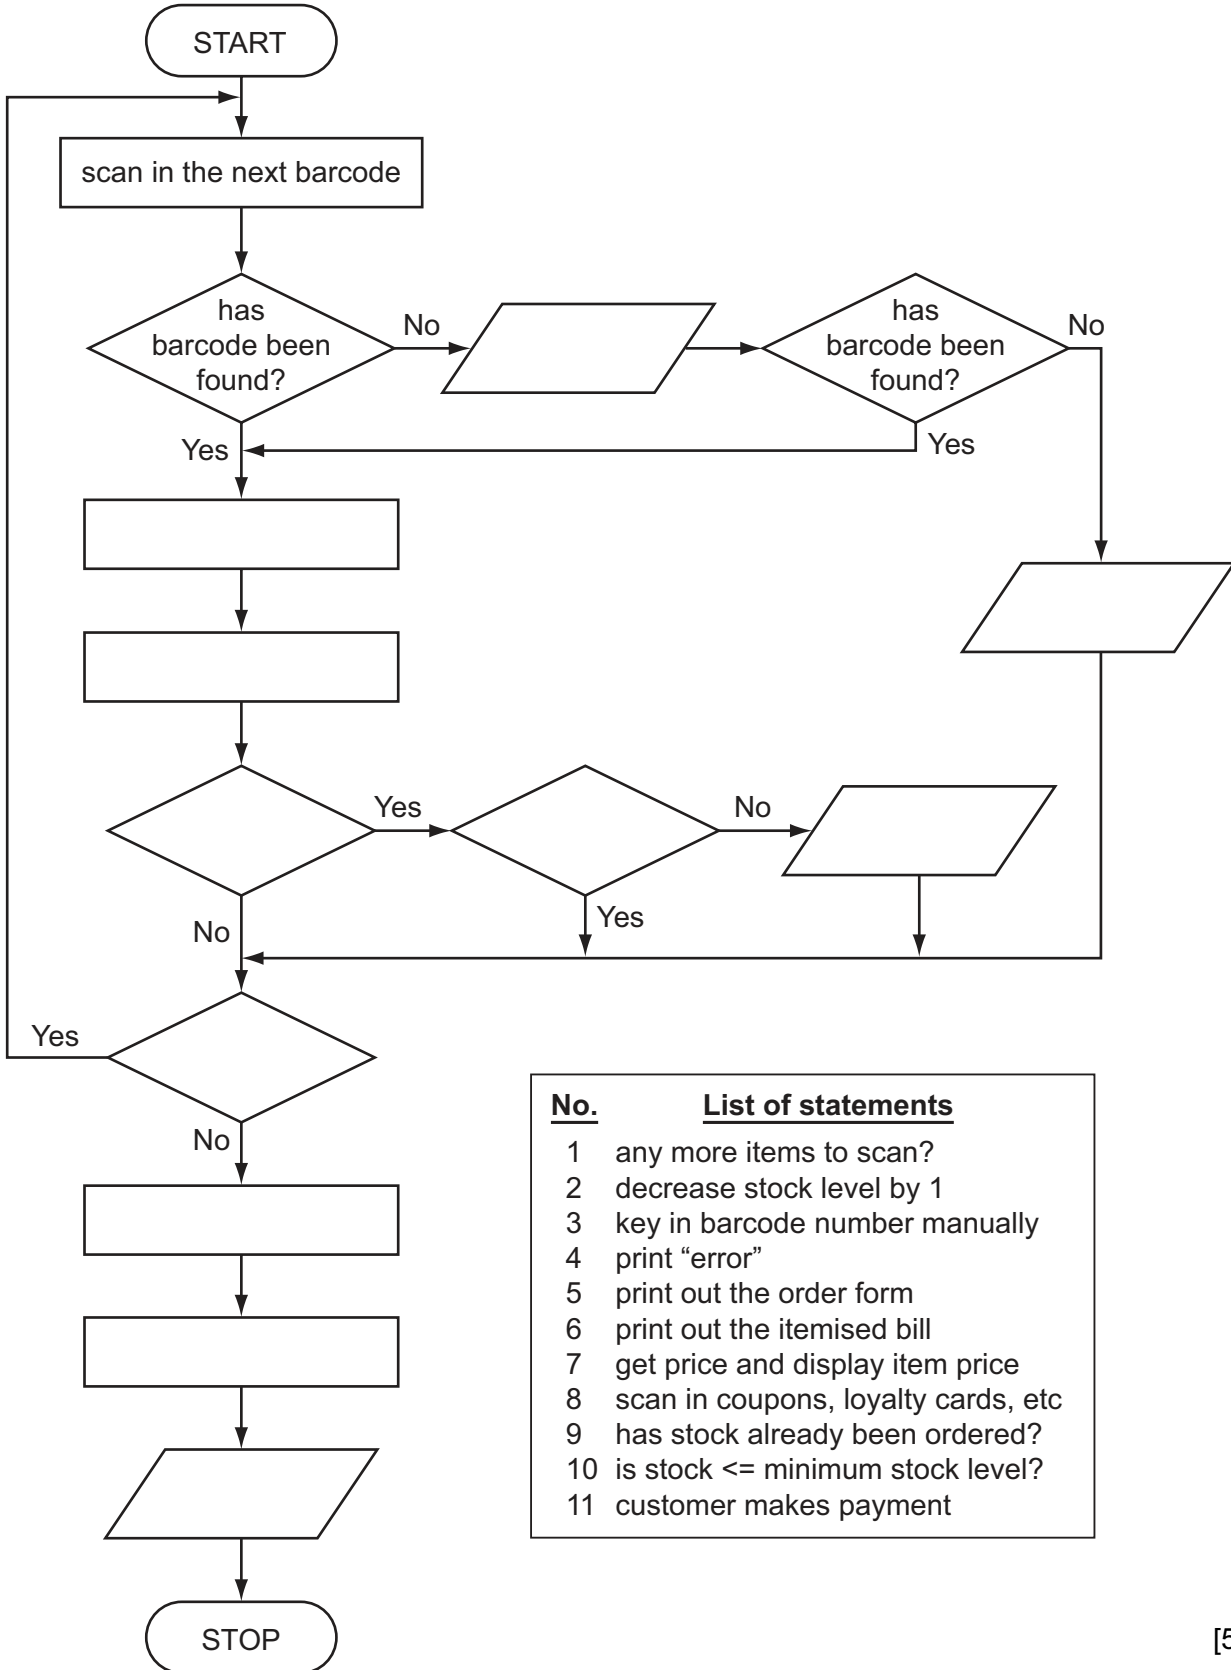 START
scan in the next barcode
has
barcode been
found?
No
has
barcode been
found?
No
Yes
Yes
Yes
No
No
Yes
Yes
No
No. List of statements
1 any more items to scan?
2 decrease stock level by 1
3 key in barcode number manually
4 print “error”
5 print out the order form
6 print out the itemised bill
7 get price and display item price
8 scan in coupons, loyalty cards, etc
9 has stock already been ordered?
10 is stock <= minimum stock level?
11 customer makes payment
STOP
[5